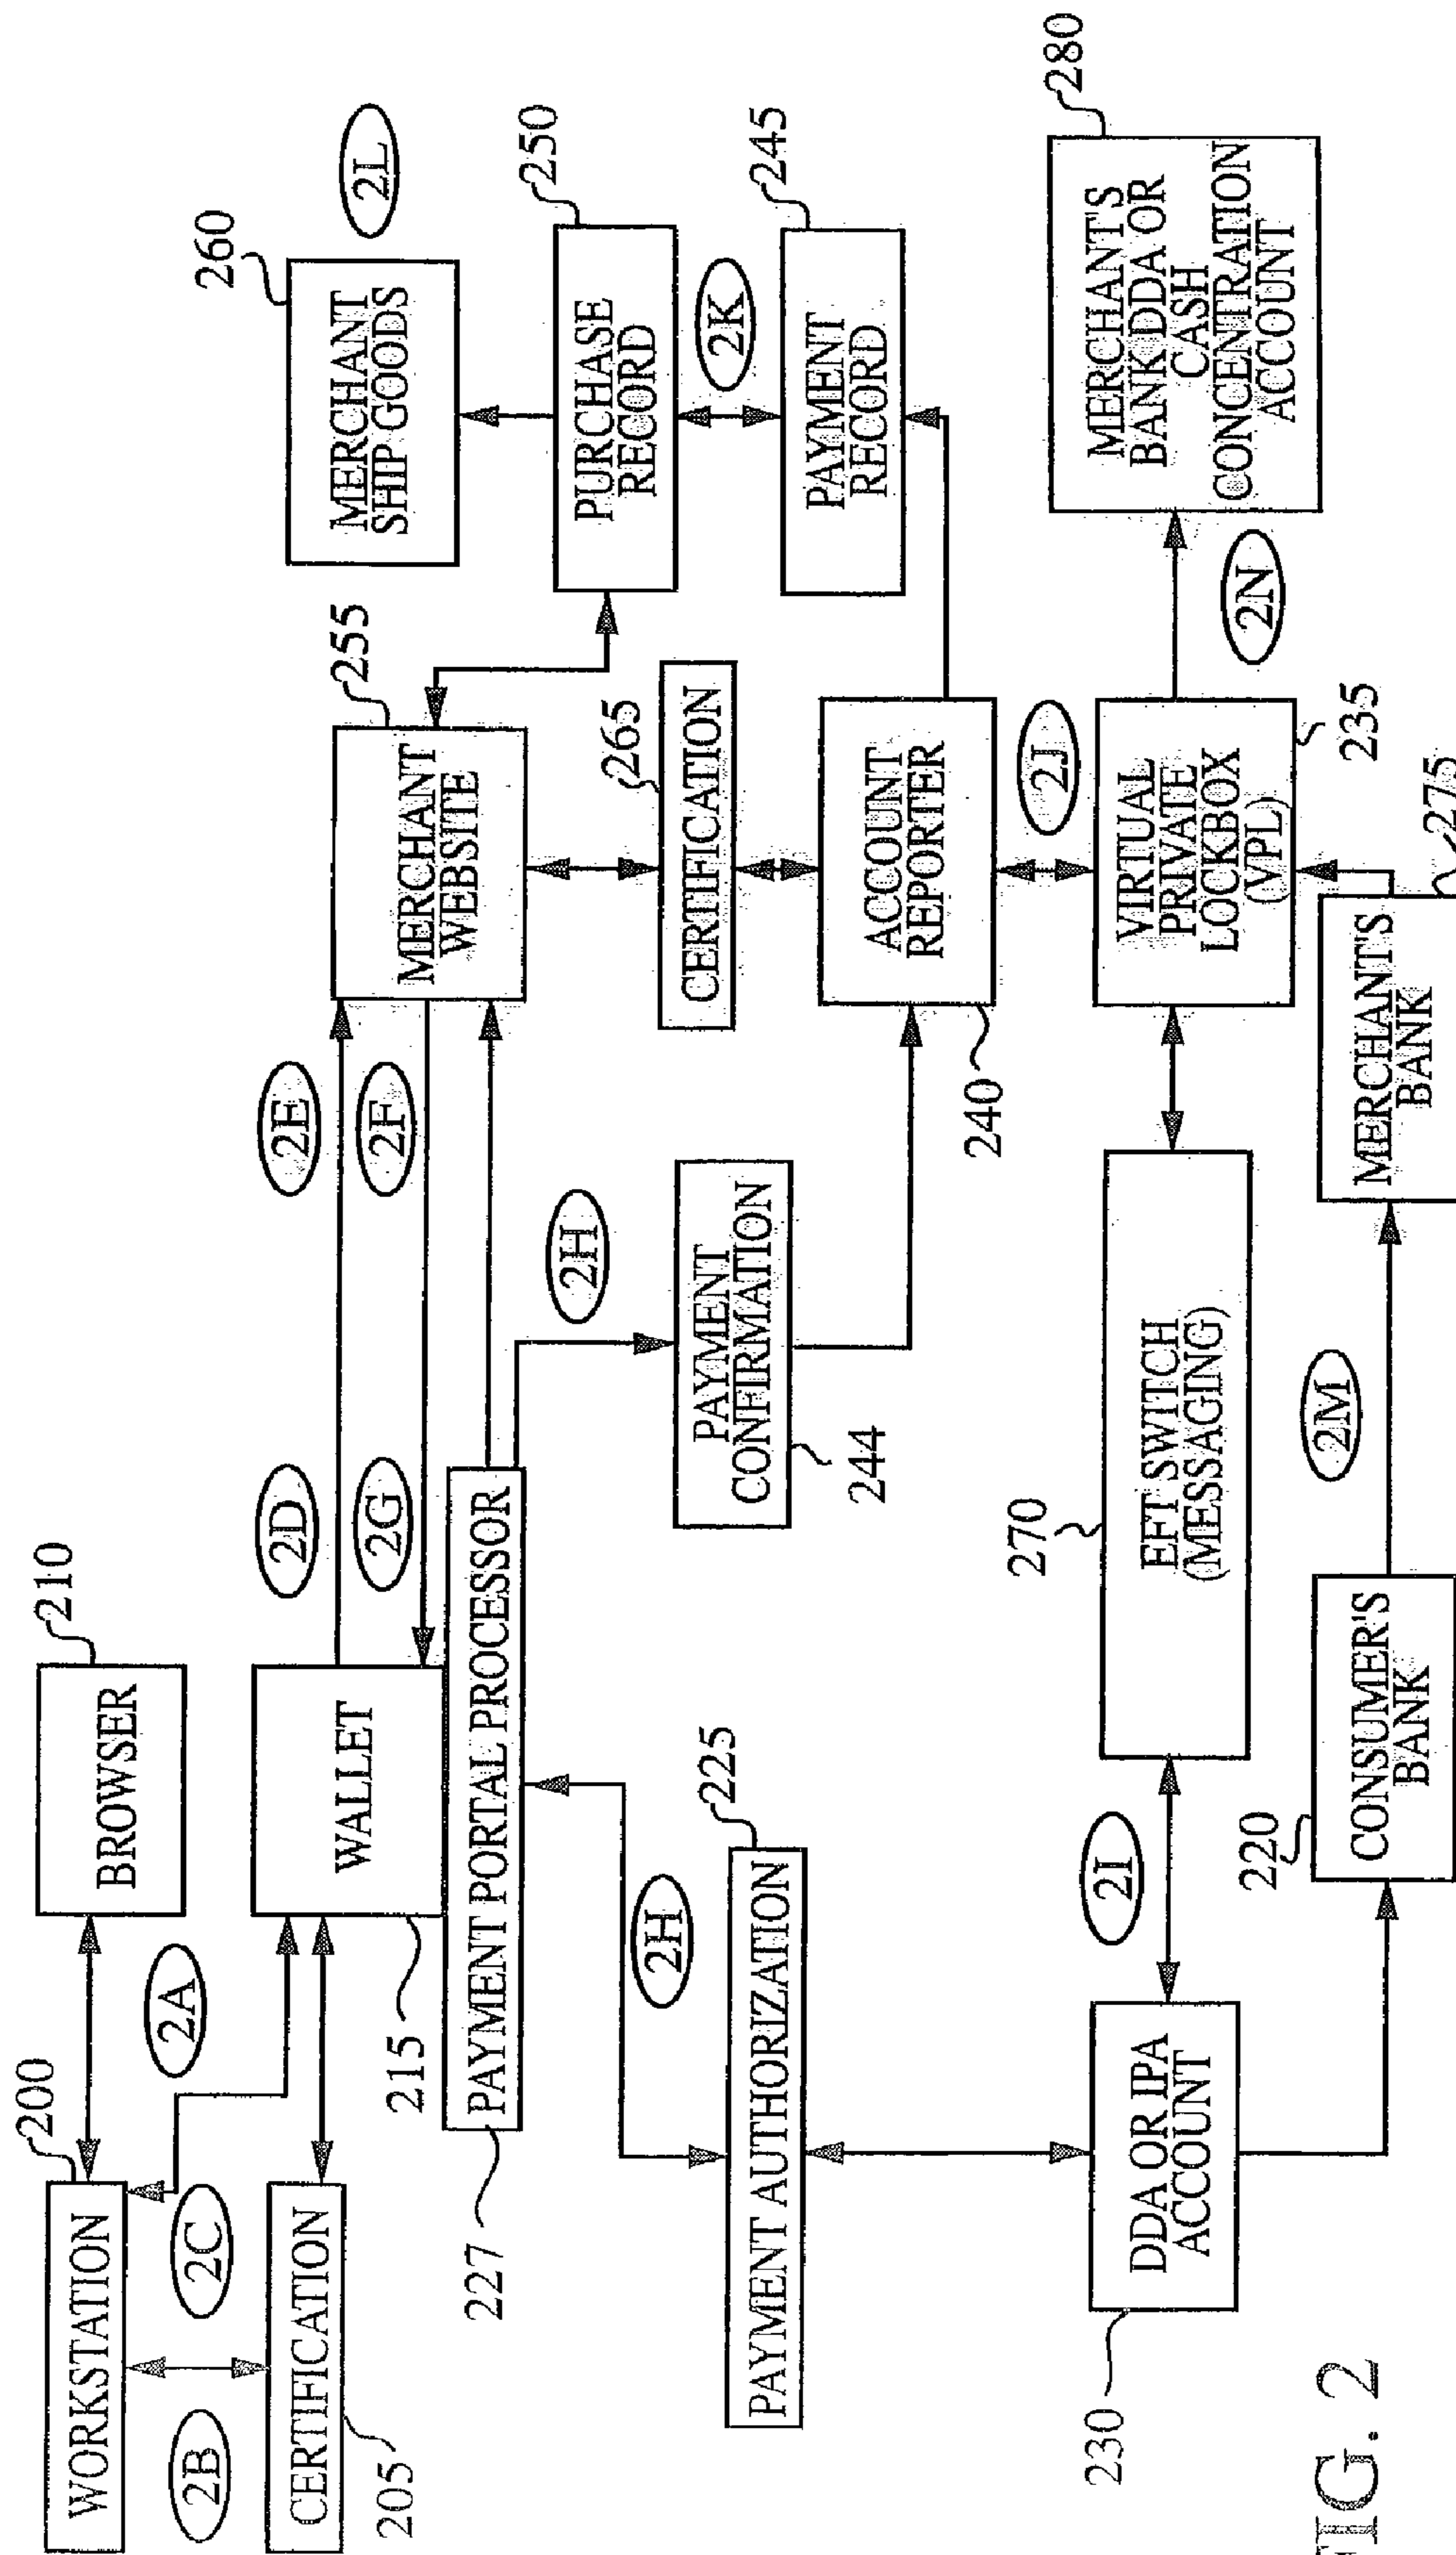 WORKSTATION
200
2A
BROWSER
210
2B
2C
CERTIFICATION
205
WALLET
215
2D
2E
2G
2F
PAYMENT PORTAL PROCESSOR
227
MERCHANT
WEBSITE
255
MERCHANT
SHIP GOODS
260
2L
2H
PAYMENT
CONFIRMATION
244
CERTIFICATION
265
PURCHASE
RECORD
250
2K
2H
PAYMENT AUTHORIZATION
225
ACCOUNT
REPORTER
240
PAYMENT
RECORD
245
2J
DDA OR IPA
ACCOUNT
230
2I
EFT SWITCH
(MESSAGING)
270
VIRTUAL
PRIVATE
LOCKBOX
(VPL)
235
2N
MERCHANT'S
BANK DDA OR
CASH
CONCENTRATION
ACCOUNT
280
CONSUMER'S
BANK
220
2M
MERCHANT'S
BANK
275
FIG. 2